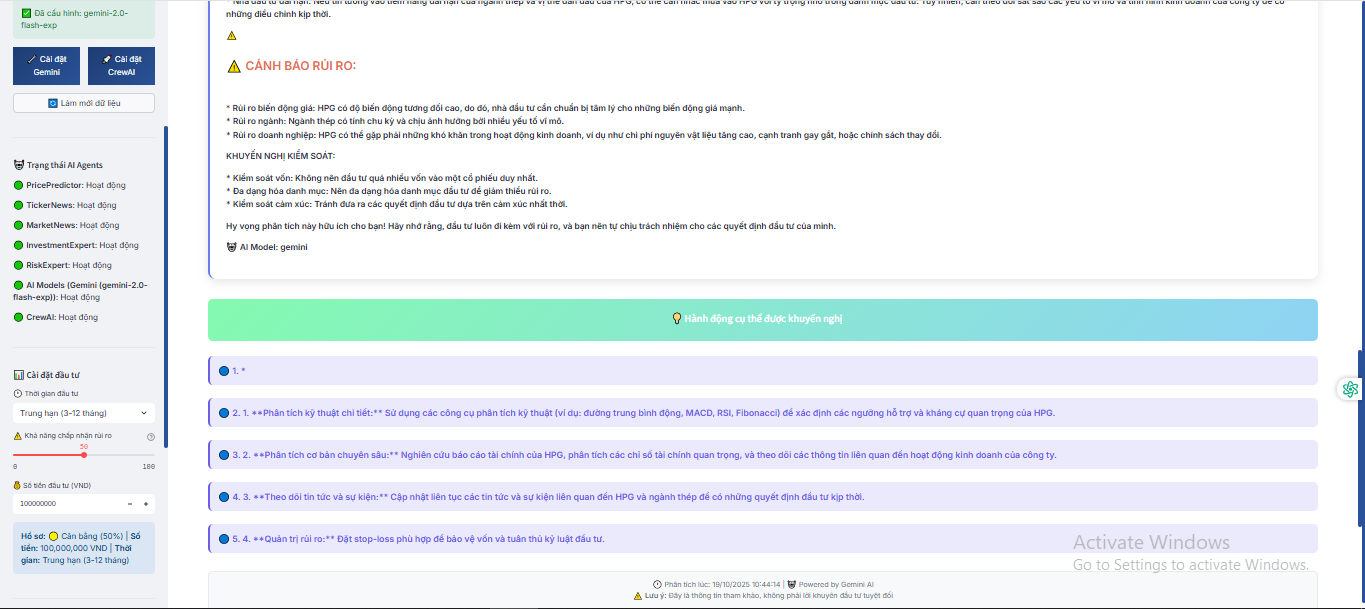 ✅ Đã cấu hình: gemini-2.0-
flash-exp
Cài đặt
Gemini
🚀 Cài đặt
CrewAI
🔄 Làm mới dữ liệu
Trạng thái AI Agents
PricePredictor: Hoạt động
TickerNews: Hoạt động
MarketNews: Hoạt động
InvestmentExpert: Hoạt động
RiskExpert: Hoạt động
AI Models (Gemini (gemini-2.0-
flash-exp)): Hoạt động
CrewAI: Hoạt động
📊 Cài đặt đầu tư
🕐 Thời gian đầu tư
Trung hạn (3-12 tháng)
⚠️ Khả năng chấp nhận rủi ro
50
0 100
💰 Số tiền đầu tư (VND)
100000000 − +
Hồ sơ: 🟡 Cân bằng (50%) | Số
tiền: 100,000,000 VND | Thời
gian: Trung hạn (3-12 tháng)
những điều chỉnh kịp thời.
⚠️
⚠️ CẢNH BÁO RỦI RO:
* Rủi ro biến động giá: HPG có độ biến động tương đối cao, do đó, nhà đầu tư cần chuẩn bị tâm lý cho những biến động giá mạnh.
* Rủi ro ngành: Ngành thép có tính chu kỳ và chịu ảnh hưởng bởi nhiều yếu tố vĩ mô.
* Rủi ro doanh nghiệp: HPG có thể gặp phải những khó khăn trong hoạt động kinh doanh, ví dụ như chi phí nguyên vật liệu tăng cao, cạnh tranh gay gắt, hoặc chính sách thay đổi.
KHUYẾN NGHỊ KIỂM SOÁT:
* Kiểm soát vốn: Không nên đầu tư quá nhiều vốn vào một cổ phiếu duy nhất.
* Đa dạng hóa danh mục: Nên đa dạng hóa danh mục đầu tư để giảm thiểu rủi ro.
* Kiểm soát cảm xúc: Tránh đưa ra các quyết định đầu tư dựa trên cảm xúc nhất thời.
Hy vọng phân tích này hữu ích cho bạn! Hãy nhớ rằng, đầu tư luôn đi kèm với rủi ro, và bạn nên tự chịu trách nhiệm cho các quyết định đầu tư của mình.
AI Model: gemini
💡 Hành động cụ thể được khuyến nghị
🔵 1. *
🔵 2. 1. **Phân tích kỹ thuật chi tiết:** Sử dụng các công cụ phân tích kỹ thuật (ví dụ: đường trung bình động, MACD, RSI, Fibonacci) để xác định các ngưỡng hỗ trợ và kháng cự quan trọng của HPG.
🔵 3. 2. **Phân tích cơ bản chuyên sâu:** Nghiên cứu báo cáo tài chính của HPG, phân tích các chỉ số tài chính quan trọng, và theo dõi các thông tin liên quan đến hoạt động kinh doanh của công ty.
🔵 4. 3. **Theo dõi tin tức và sự kiện:** Cập nhật liên tục các tin tức và sự kiện liên quan đến HPG và ngành thép để có những quyết định đầu tư kịp thời.
🔵 5. 4. **Quản trị rủi ro:** Đặt stop-loss phù hợp để bảo vệ vốn và tuân thủ kỷ luật đầu tư.
Activate Windows
Go to Settings to activate Windows.
🕐 Phân tích lúc: 19/10/2025 10:44:14 | Powered by Gemini AI
⚠️ Lưu ý: Đây là thông tin tham khảo, không phải lời khuyên đầu tư tuyệt đối